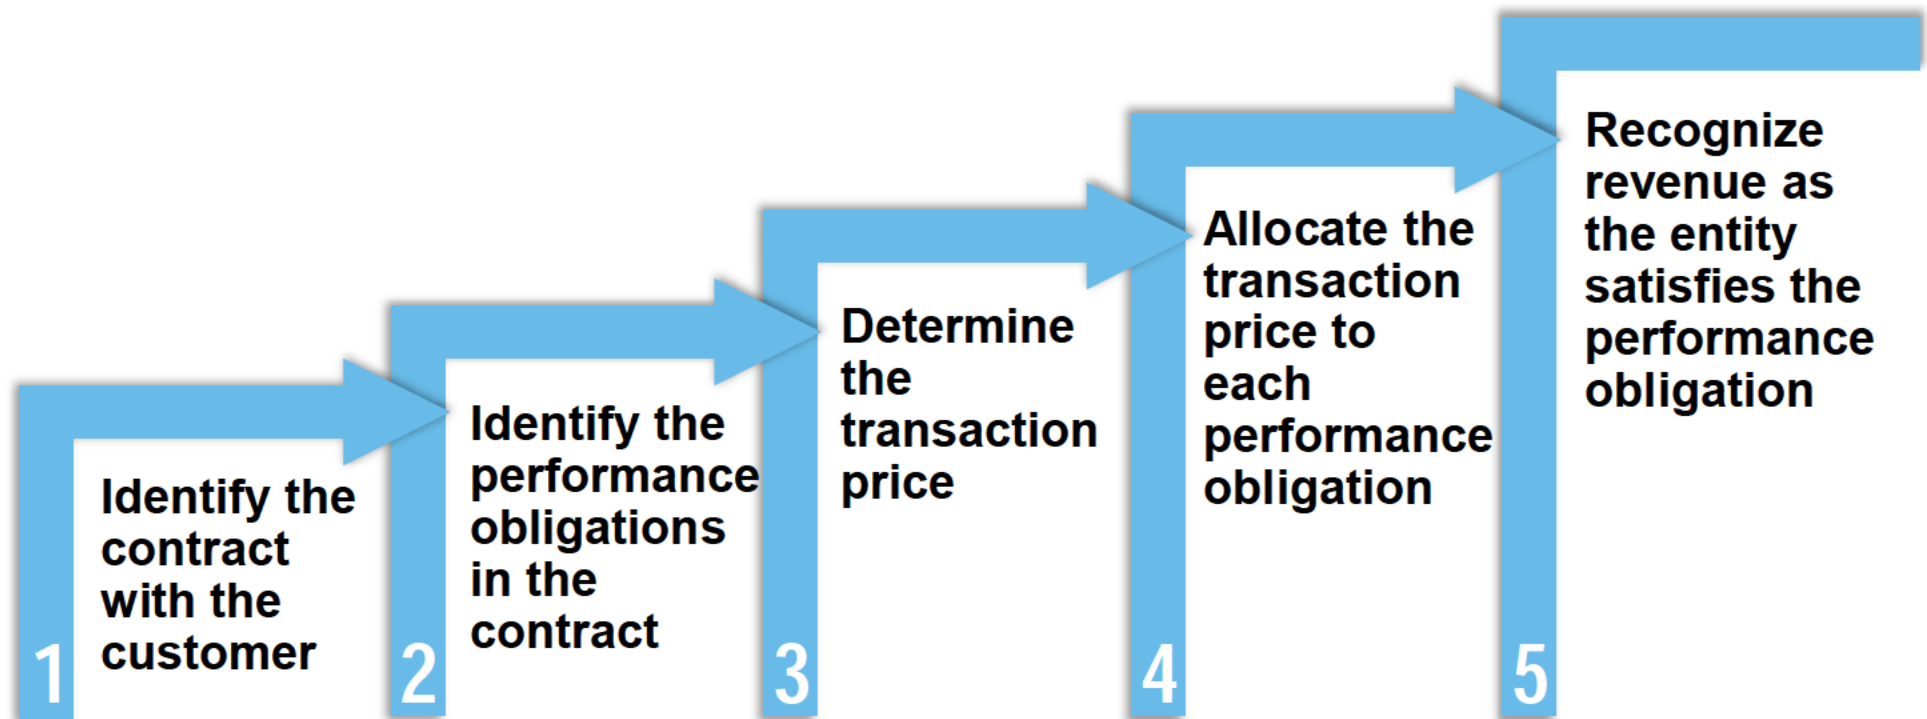 1
Identify the
contract
with the
customer
2
Identify the
performance
obligations
in the
contract
3
Determine
the
transaction
price
4
Allocate the
transaction
price to
each
performance
obligation
5
Recognize
revenue as
the entity
satisfies the
performance
obligation